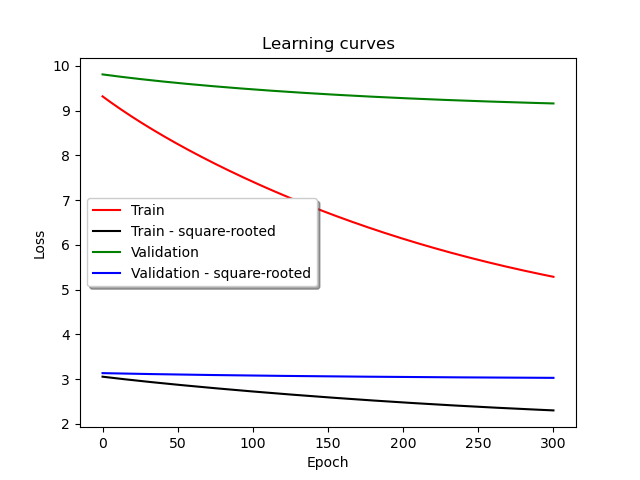 Learning curves
Loss
10
9
8
7
6
5
4
3
2
Train
Train - square-rooted
Validation
Validation - square-rooted
0 50 100 150 200 250 300
Epoch